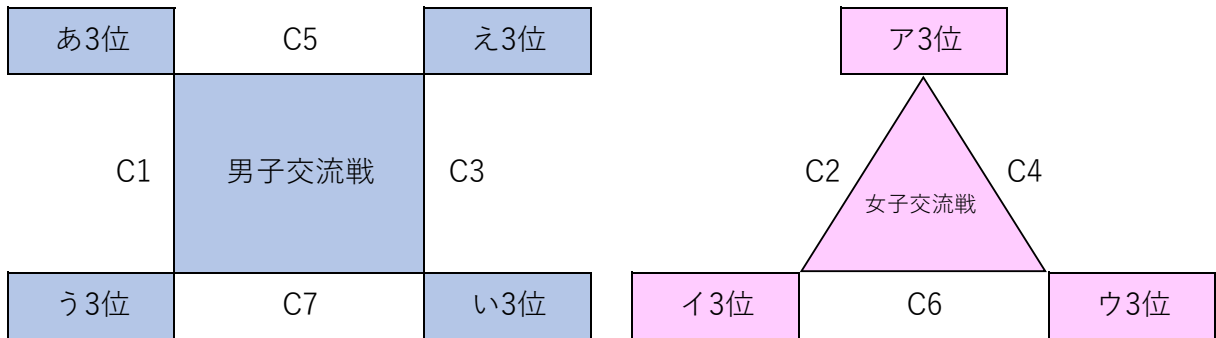 あ3位
C5
え3位
C1
男子交流戦
C3
う3位
C7
い3位
ア3位
C2
C4
女子交流戦
イ3位
C6
ウ3位